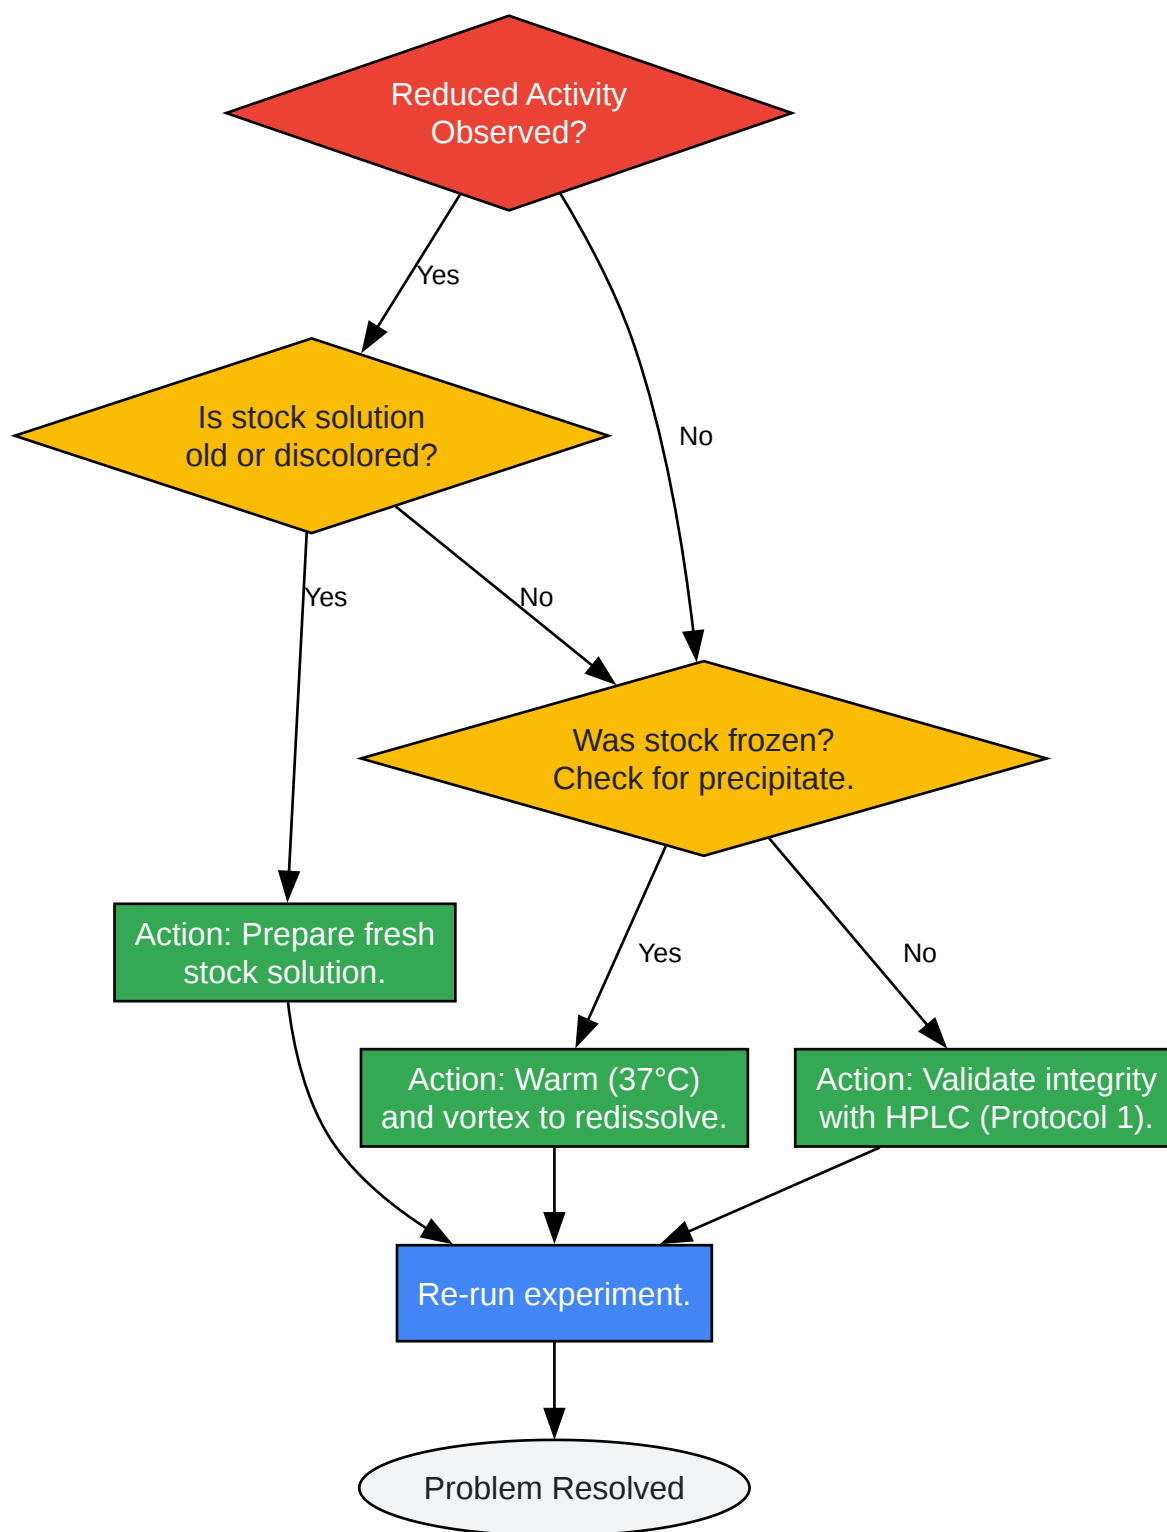 Reduced Activity
Observed?
Yes
Is stock solution
old or discolored?
No
Yes
No
Was stock frozen?
Check for precipitate.
Action: Prepare fresh
stock solution.
Yes
No
Action: Warm (37°C)
and vortex to redissolve.
Action: Validate integrity
with HPLC (Protocol 1).
Re-run experiment.
Problem Resolved